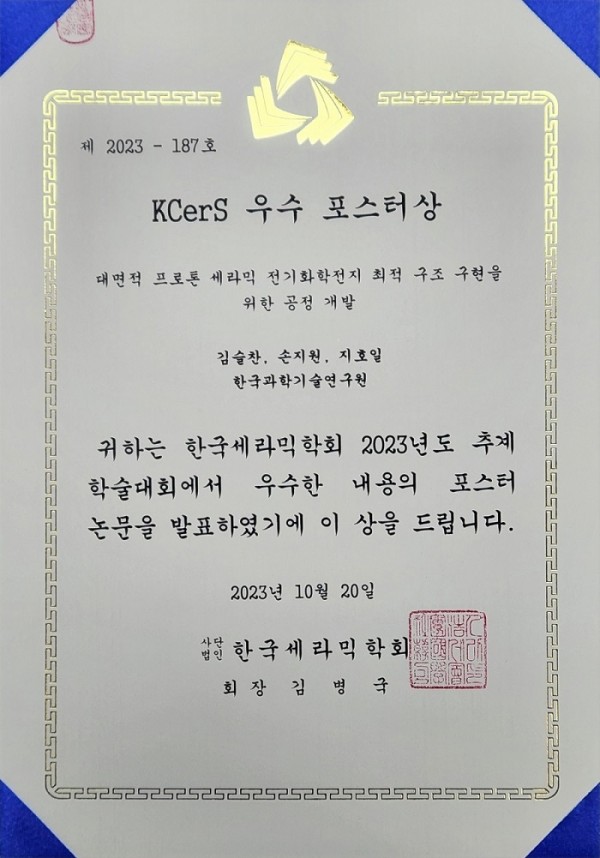 제 2023 - 187호
KCerS 우수 포스터상
대면적 프로톤 세라믹 전기화학전지 최적 구조 구현을
위한 공정 개발
김슬찬, 손지원, 지호일
한국과학기술연구원
귀하는 한국세라믹학회 2023년도 추계
학술대회에서 우수한 내용의 포스터
논문을 발표하였기에 이 상을 드립니다.
2023년 10월 20일
사단법인 한국세라믹학회
회장 김병국